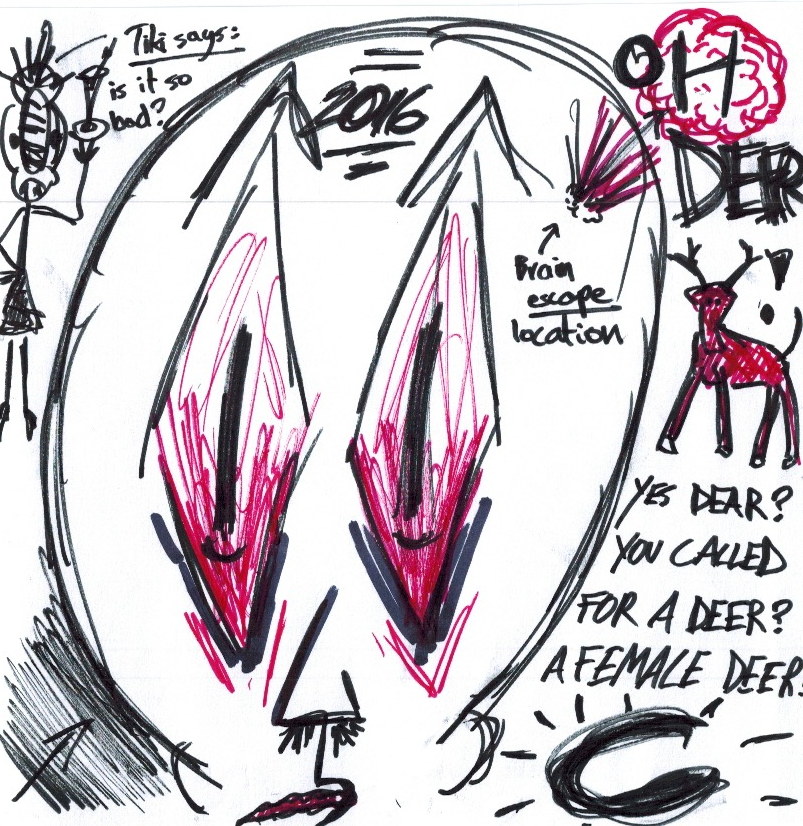 Tiki says:
is it so
bad?
2016
OH
DEER
!
Brain
escape
location
YES DEAR?
YOU CALLED
FOR A DEER?
A FEMALE DEER?